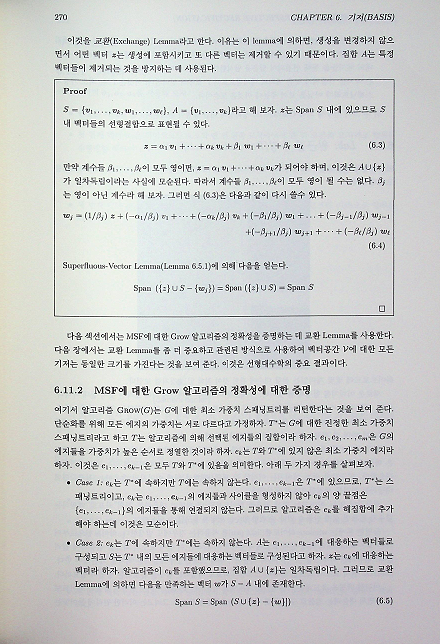 270 CHAPTER 6. 기저(BASIS)
이것을 교환(Exchange) Lemma라고 한다. 이유는 이 lemma에 의하면, 생성을 변경하지 않으
면서 어떤 벡터 z는 생성에 포함시키고 또 다른 벡터는 제거할 수 있기 때문이다. 집합 A는 특정
벡터들이 제거되는 것을 방지하는 데 사용된다.
Proof
S = {v₁, . . . , vₖ, w₁, . . . , wℓ}, A = {v₁, . . . , vₖ}라고 해 보자. z는 Span S 내에 있으므로 S
내 벡터들의 선형결합으로 표현될 수 있다.
z = α₁ v₁ + · · · + αₖ vₖ + β₁ w₁ + · · · + βℓ wℓ (6.3)
만약 계수들 β₁, . . . , βℓ이 모두 영이면, z = α₁ v₁ + · · · + αₖ vₖ가 되어야 하며, 이것은 A∪{z}
가 일차독립이라는 사실에 모순된다. 따라서 계수들 β₁, . . . , βℓ이 모두 영이 될 수는 없다. βⱼ
는 영이 아닌 계수라 해 보자. 그러면 식 (6.3)은 다음과 같이 다시 쓸수 있다.
wⱼ = (1/βⱼ) z + (−α₁/βⱼ) v₁ + · · · + (−αₖ/βⱼ) vₖ + (−β₁/βⱼ) w₁ + . . . + (−βⱼ₋₁/βⱼ) wⱼ₋₁
+(−βⱼ₊₁/βⱼ) wⱼ₊₁ + · · · + (−βℓ/βⱼ) wℓ
(6.4)
Superfluous-Vector Lemma(Lemma 6.5.1)에 의해 다음을 얻는다.
Span ({z} ∪ S − {wⱼ}) = Span ({z} ∪ S) = Span S
□
다음 섹션에서는 MSF에 대한 Grow 알고리즘의 정확성을 증명하는 데 교환 Lemma를 사용한다.
다음 장에서는 교환 Lemma를 좀 더 중요하고 관련된 방식으로 사용하여 벡터공간 V에 대한 모든
기저는 동일한 크기를 가진다는 것을 보여 준다. 이것은 선형대수학의 중요 결과이다.
6.11.2 MSF에 대한 Grow 알고리즘의 정확성에 대한 증명
여기서 알고리즘 Grow(G)는 G에 대한 최소 가중치 스패닝트리를 리턴한다는 것을 보여 준다.
단순화를 위해 모든 에지의 가중치는 서로 다르다고 가정하자. T*는 G에 대한 진정한 최소 가중치
스패닝트리라고 하고 T는 알고리즘에 의해 선택된 에지들의 집합이라 하자. e₁, e₂, . . . , eₘ은 G의
에지들을 가중치가 높은 순서로 정렬한 것이라 하자. eₖ는 T와 T*에 있지 않은 최소 가중치 에지라
하자. 이것은 e₁, . . . , eₖ₋₁은 모두 T와 T*에 있음을 의미한다. 아래 두 가지 경우를 살펴보자.
• Case 1: eₖ는 T*에 속하지만 T에는 속하지 않는다. e₁, . . . , eₖ₋₁은 T*에 있으므로, T*는 스
패닝트리이고, eₖ는 e₁, . . . , eₖ₋₁의 에지들과 사이클을 형성하지 않아 eₖ의 양 끝점은
{e₁, . . . , eₖ₋₁}의 에지들을 통해 연결되지 않는다. 그러므로 알고리즘은 eₖ를 해집합에 추가
해야 하는데 이것은 모순이다.
• Case 2: eₖ는 T에 속하지만 T*에는 속하지 않는다. A는 e₁, . . . , eₖ₋₁에 대응하는 벡터들로
구성되고 S는 T* 내의 모든 에지들에 대응하는 벡터들로 구성된다고 하자. z는 eₖ에 대응하는
벡터라 하자. 알고리즘이 eₖ를 포함했으므로, 집합 A∪{z}는 일차독립이다. 그러므로 교환
Lemma에 의하면 다음을 만족하는 벡터 w가 S − A 내에 존재한다.
Span S = Span (S ∪ {z} − {w}) (6.5)